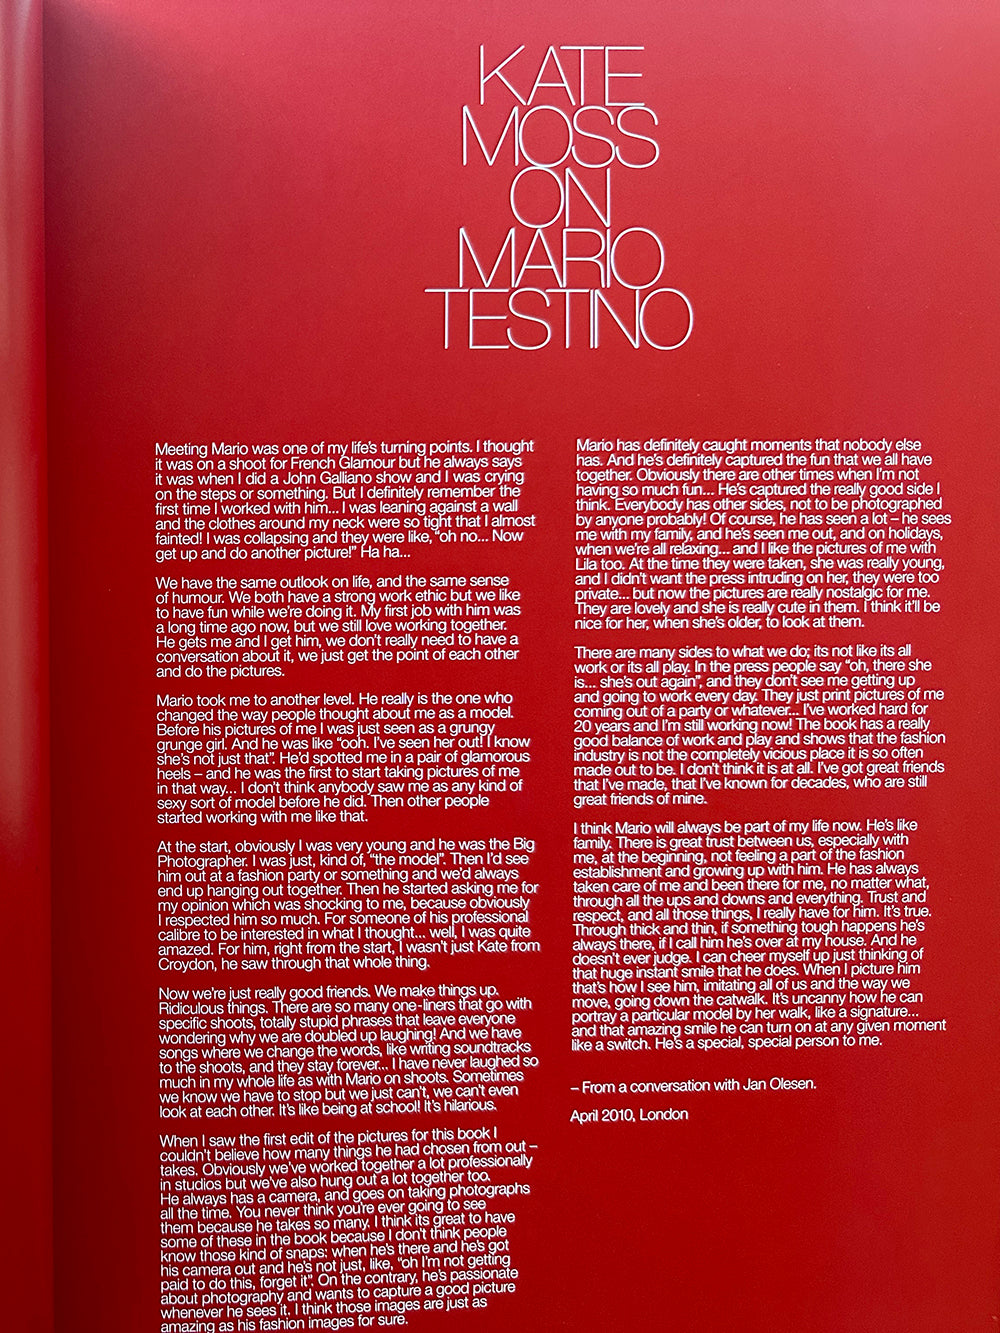 KATE
MOSS
ON
MARIO
TESTINO
Meeting Mario was one of my life's turning points. I thought
it was on a shoot for French Glamour but he always says
it was when I did a John Galliano show and I was crying
on the steps or something. But I definitely remember the
first time I worked with him... I was leaning against a wall
and the clothes around my neck were so tight that I almost
fainted! I was collapsing and they were like, “oh no... Now
get up and do another picture!” Ha ha...
We have the same outlook on life, and the same sense
of humour. We both have a strong work ethic but we like
to have fun while we're doing it. My first job with him was
a long time ago now, but we still love working together.
He gets me and I get him, we don't really need to have a
conversation about it, we just get the point of each other
and do the pictures.
Mario took me to another level. He really is the one who
changed the way people thought about me as a model.
Before his pictures of me I was just seen as a grungy
grunge girl. And he was like “ooh. I've seen her out! I know
she's not just that”. He'd spotted me in a pair of glamorous
heels – and he was the first to start taking pictures of me
in that way... I don't think anybody saw me as any kind of
sexy sort of model before he did. Then other people
started working with me like that.
At the start, obviously I was very young and he was the Big
Photographer. I was just, kind of, “the model”. Then I'd see
him out at a fashion party or something and we'd always
end up hanging out together. Then he started asking me for
my opinion which was shocking to me, because obviously
I respected him so much. For someone of his professional
calibre to be interested in what I thought... well, I was quite
amazed. For him, right from the start, I wasn't just Kate from
Croydon, he saw through that whole thing.
Now we're just really good friends. We make things up.
Ridiculous things. There are so many one-liners that go with
specific shoots, totally stupid phrases that leave everyone
wondering why we are doubled up laughing! And we have
songs where we change the words, like writing soundtracks
to the shoots, and they stay forever... I have never laughed so
much in my whole life as with Mario on shoots. Sometimes
we know we have to stop but we just can't, we can't even
look at each other. It's like being at school! It's hilarious.
When I saw the first edit of the pictures for this book I
couldn't believe how many things he had chosen from out –
takes. Obviously we've worked together a lot professionally
in studios but we've also hung out a lot together too.
He always has a camera, and goes on taking photographs
all the time. You never think you're ever going to see
them because he takes so many. I think its great to have
some of these in the book because I don't think people
know those kind of snaps: when he's there and he's got
his camera out and he's not just, like, “oh I'm not getting
paid to do this, forget it”. On the contrary, he's passionate
about photography and wants to capture a good picture
whenever he sees it. I think those images are just as
amazing as his fashion images for sure.
Mario has definitely caught moments that nobody else
has. And he's definitely captured the fun that we all have
together. Obviously there are other times when I'm not
having so much fun... He's captured the really good side I
think. Everybody has other sides, not to be photographed
by anyone probably! Of course, he has seen a lot – he sees
me with my family, and he's seen me out, and on holidays,
when we're all relaxing... and I like the pictures of me with
Lila too. At the time they were taken, she was really young,
and I didn't want the press intruding on her, they were too
private... but now the pictures are really nostalgic for me.
They are lovely and she is really cute in them. I think it'll be
nice for her, when she's older, to look at them.
There are many sides to what we do; its not like its all
work or its all play. In the press people say “oh, there she
is... she's out again”, and they don't see me getting up
and going to work every day. They just print pictures of me
coming out of a party or whatever... I've worked hard for
20 years and I'm still working now! The book has a really
good balance of work and play and shows that the fashion
industry is not the completely vicious place it is so often
made out to be. I don't think it is at all. I've got great friends
that I've made, that I've known for decades, who are still
great friends of mine.
I think Mario will always be part of my life now. He's like
family. There is great trust between us, especially with
me, at the beginning, not feeling a part of the fashion
establishment and growing up with him. He has always
taken care of me and been there for me, no matter what,
through all the ups and downs and everything. Trust and
respect, and all those things, I really have for him. It's true.
Through thick and thin, if something tough happens he's
always there, if I call him he's over at my house. And he
doesn't ever judge. I can cheer myself up just thinking of
that huge instant smile that he does. When I picture him
that's how I see him, imitating all of us and the way we
move, going down the catwalk. It's uncanny how he can
portray a particular model by her walk, like a signature...
and that amazing smile he can turn on at any given moment
like a switch. He's a special, special person to me.
– From a conversation with Jan Olesen.
April 2010, London